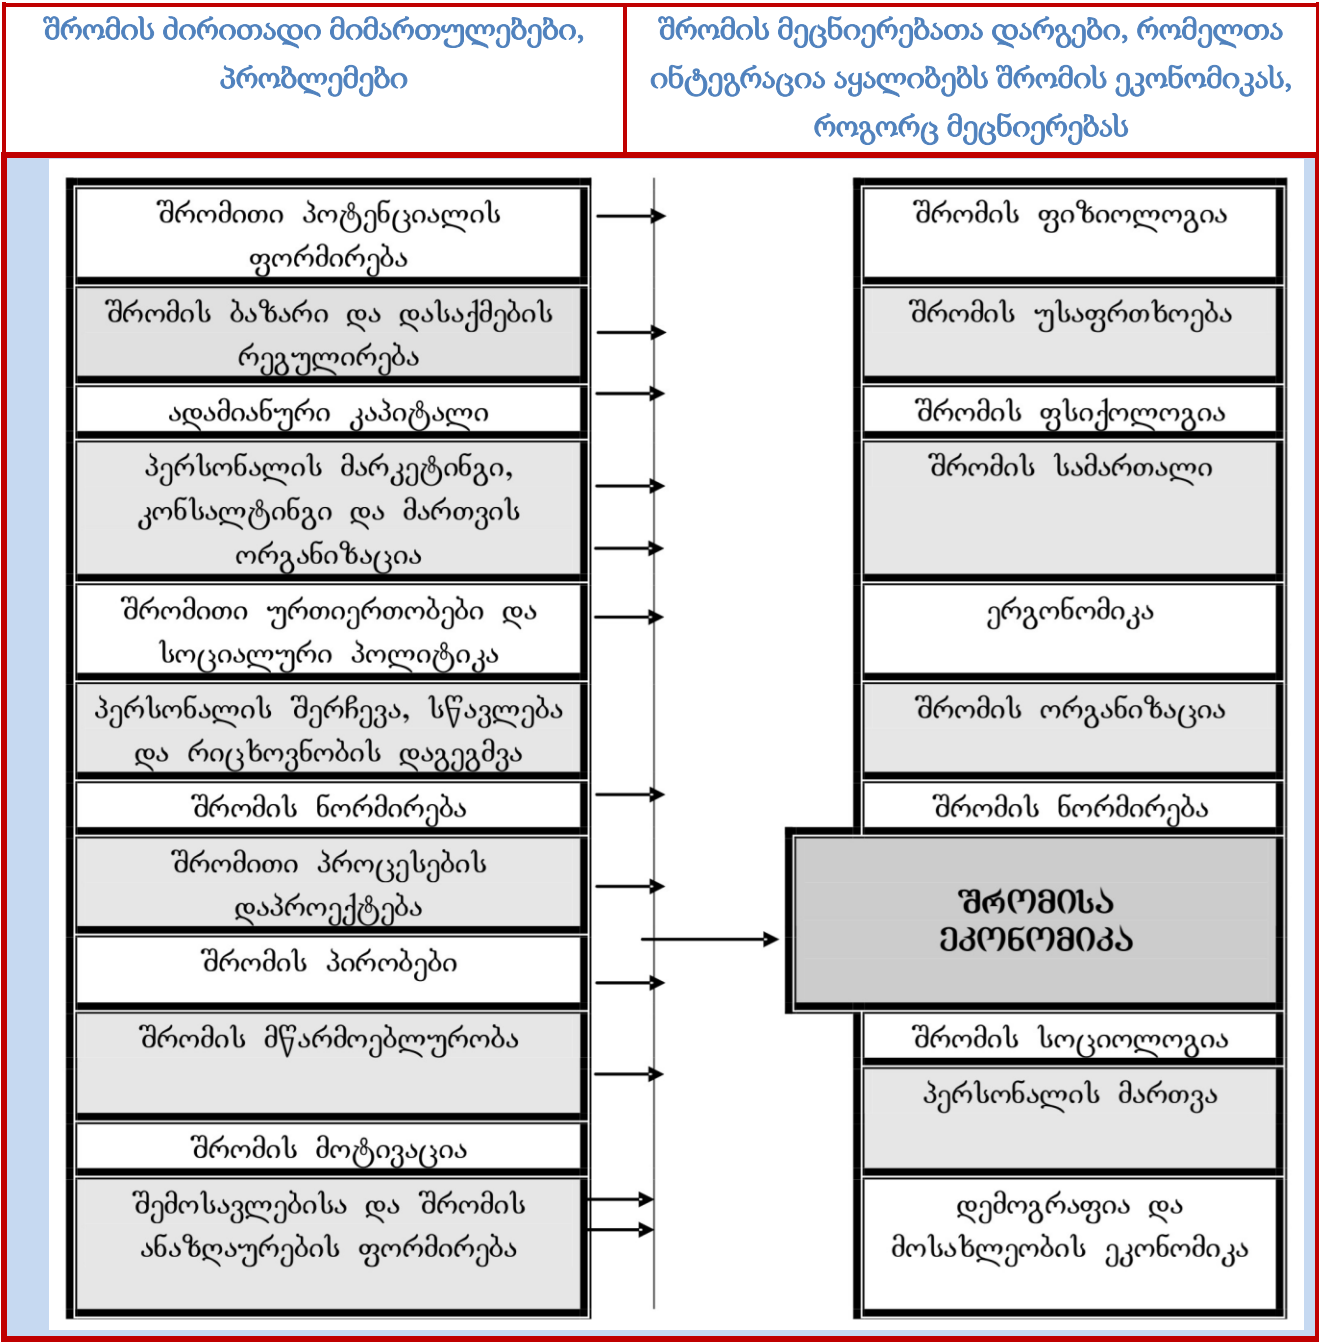 შრომის ძირითადი მიმართულებები,
პრობლემები
შრომის მეცნიერებათა დარგები, რომელთა
ინტეგრაცია აყალიბებს შრომის ეკონომიკას,
როგორც მეცნიერებას
შრომითი პოტენციალის
ფორმირება
შრომის ბაზარი და დასაქმების
რეგულირება
ადამიანური კაპიტალი
პერსონალის მარკეტინგი,
კონსალტინგი და მართვის
ორგანიზაცია
შრომითი ურთიერთობები და
სოციალური პოლიტიკა
პერსონალის შერჩევა, სწავლება
და რიცხოვნობის დაგეგმვა
შრომის ნორმირება
შრომითი პროცესების
დაპროექტება
შრომის პირობები
შრომის მწარმოებლურობა
შრომის მოტივაცია
შემოსავლებისა და შრომის
ანაზღაურების ფორმირება
შრომის ფიზიოლოგია
შრომის უსაფრთხოება
შრომის ფსიქოლოგია
შრომის სამართალი
ერგონომიკა
შრომის ორგანიზაცია
შრომის ნორმირება
შრომისა
ეკონომიკა
შრომის სოციოლოგია
პერსონალის მართვა
დემოგრაფია და
მოსახლეობის ეკონომიკა